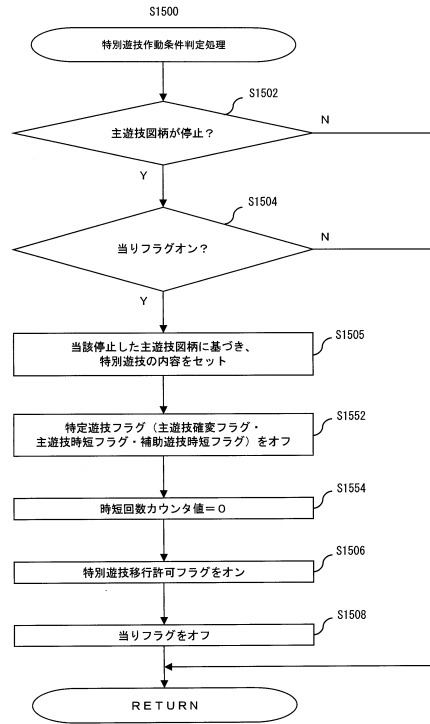 S1500
特別遊技作動条件判定処理
S1502
主遊技図柄が停止？
N
Y
S1504
当りフラグオン？
N
Y
S1505
当該停止した主遊技図柄に基づき、
特別遊技の内容をセット
S1552
特定遊技フラグ（主遊技確変フラグ・
主遊技時短フラグ・補助遊技時短フラグ）をオフ
S1554
時短回数カウンタ値＝０
S1506
特別遊技移行許可フラグをオン
S1508
当りフラグをオフ
RETURN